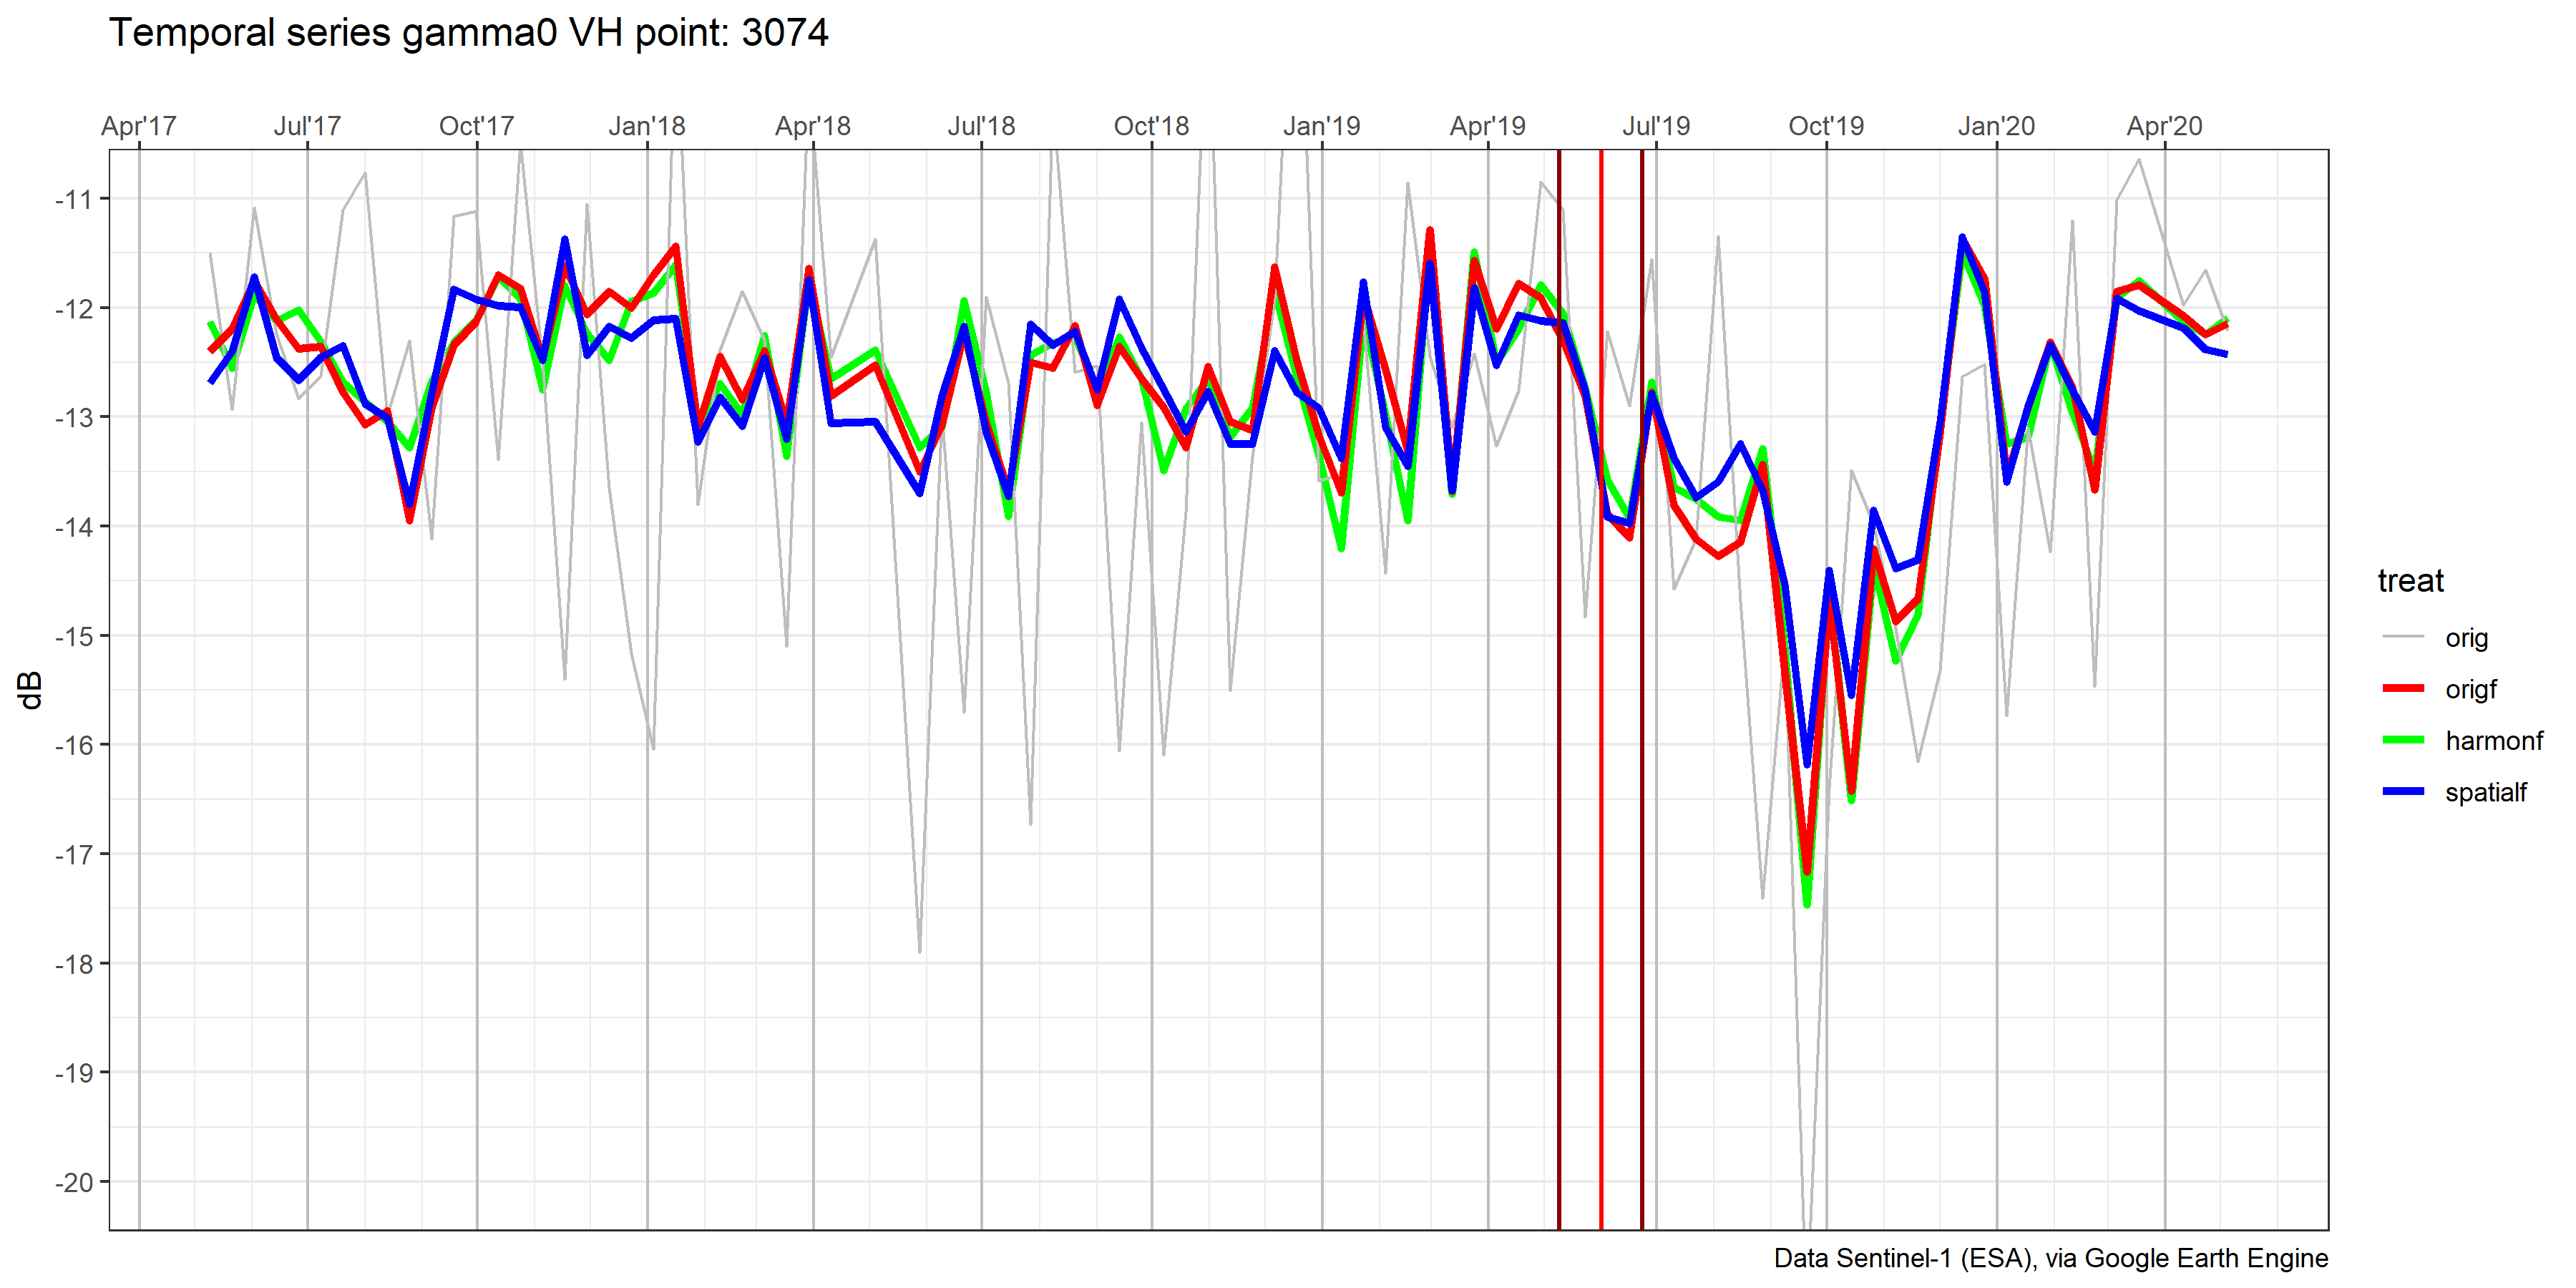 Temporal series gamma0 VH point: 3074
Apr'17 Jul'17 Oct'17 Jan'18 Apr'18 Jul'18 Oct'18 Jan'19 Apr'19 Jul'19 Oct'19 Jan'20 Apr'20
-11
-12
-13
-14
-15
-16
-17
-18
-19
-20
dB
treat
orig
origf
harmonf
spatialf
Data Sentinel-1 (ESA), via Google Earth Engine